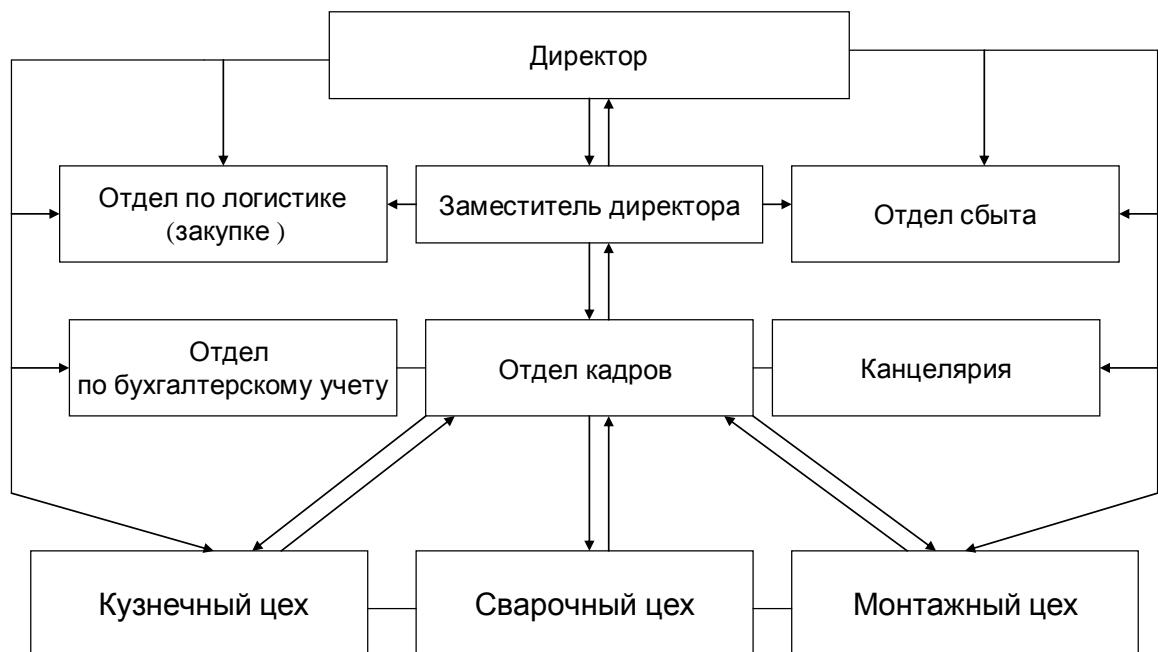 Директор
Отдел по логистике
(закупке )
Заместитель директора
Отдел сбыта
Отдел
по бухгалтерскому учету
Отдел кадров
Канцелярия
Кузнечный цех
Сварочный цех
Монтажный цех